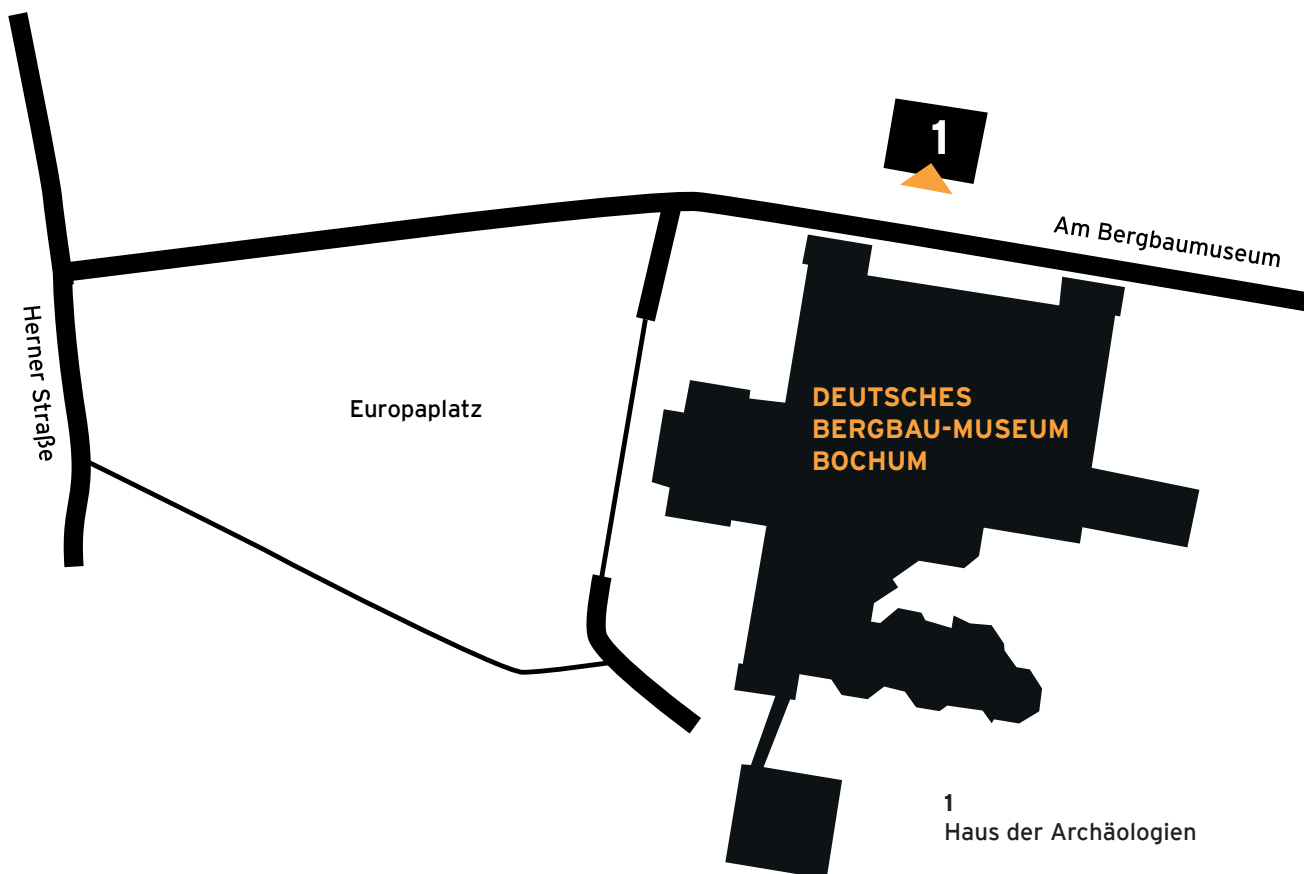 1
Am Bergbaumuseum
Herner Straße
Europaplatz
DEUTSCHES
BERGBAU-MUSEUM
BOCHUM
1
Haus der Archäologien